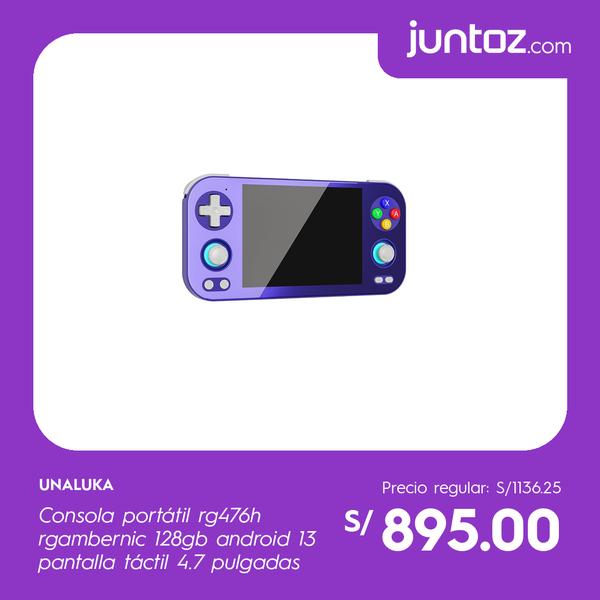 juntoz.com
X
Y
A
B
UNALUKA
Consola portátil rg476h
rgambernic 128gb android 13
pantalla táctil 4.7 pulgadas
Precio regular: S/1136.25
S/ 895.00